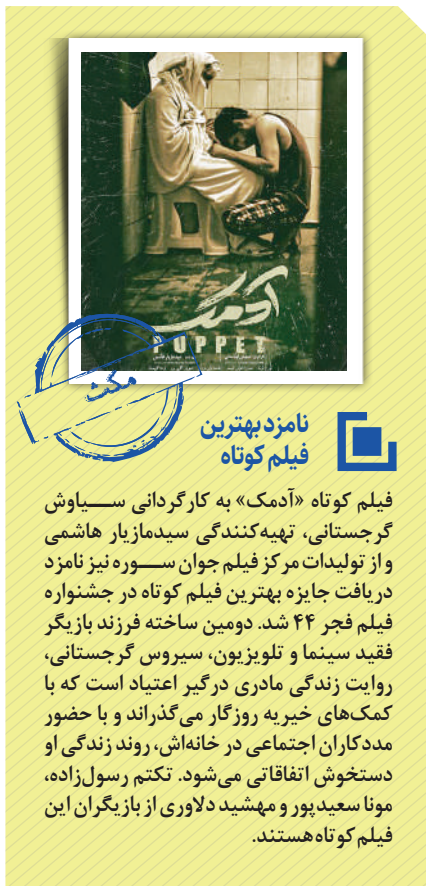 آدمک
PUPPET
مکث
نامزد بهترین
فیلم کوتاه
فیلم کوتاه «آدمک» به کارگردانی سیاوش
گرجستانی، تهیه‌کنندگی سیدمازیار هاشمی
و از تولیدات مرکز فیلم جوان سوره نیز نامزد
دریافت جایزه بهترین فیلم کوتاه در جشنواره
فیلم فجر ۴۴ شد. دومین ساخته فرزند بازیگر
فقید سینما و تلویزیون، سیروس گرجستانی،
روایت زندگی مادری درگیر اعتیاد است که با
کمک‌های خیریه روزگار می‌گذراند و با حضور
مددکاران اجتماعی در خانه‌اش، روند زندگی او
دستخوش اتفاقاتی می‌شود. تکتم رسول‌زاده،
مونا سعیدپور و مهشید دلاوری از بازیگران این
فیلم کوتاه هستند.